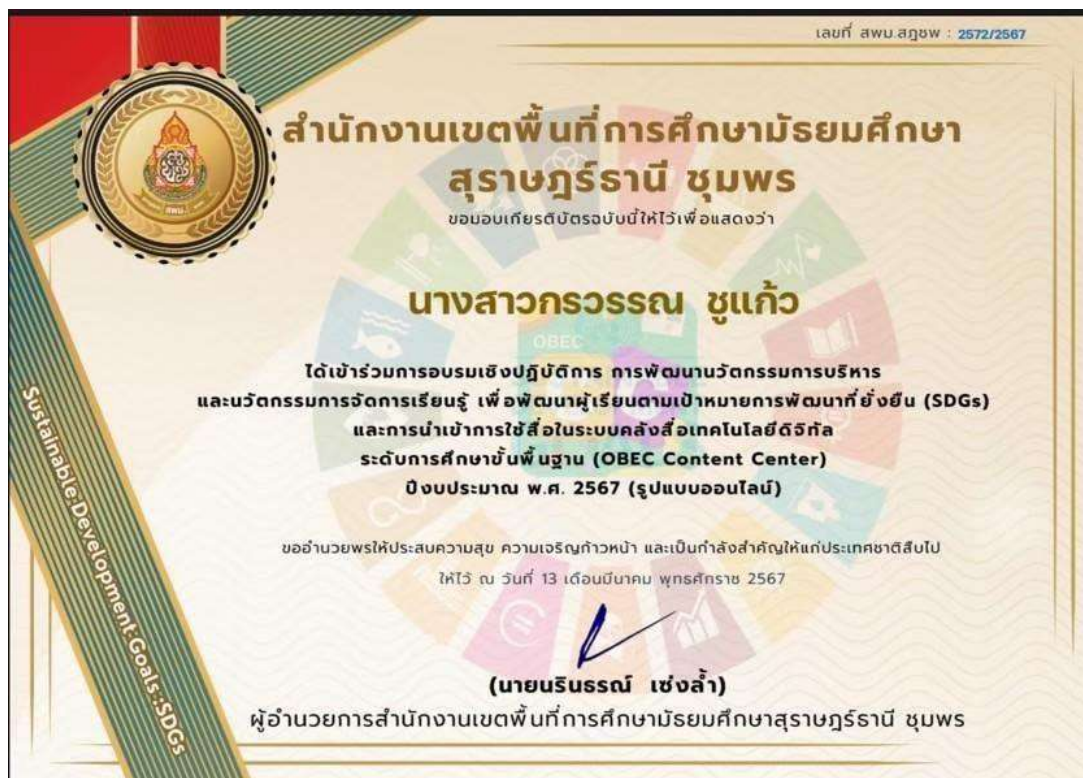 เลขที่ สพม.สฎชพ : 2572/2567
สพม.
สำนักงานเขตพื้นที่การศึกษามัธยมศึกษา
สุราษฎร์ธานี ชุมพร
ขอมอบเกียรติบัตรฉบับนี้ให้ไว้เพื่อแสดงว่า
นางสาวกรวรรณ ชูแก้ว
OBEC
ได้เข้าร่วมการอบรมเชิงปฏิบัติการ การพัฒนานวัตกรรมการบริหาร
และนวัตกรรมการจัดการเรียนรู้ เพื่อพัฒนาผู้เรียนตามเป้าหมายการพัฒนาที่ยั่งยืน (SDGs)
และการนำเข้าการใช้สื่อในระบบคลังสื่อเทคโนโลยีดิจิทัล
ระดับการศึกษาขั้นพื้นฐาน (OBEC Content Center)
ปีงบประมาณ พ.ศ. 2567 (รูปแบบออนไลน์)
ขออำนวยพรให้ประสบความสุข ความเจริญก้าวหน้า และเป็นกำลังสำคัญให้แก่ประเทศชาติสืบไป
ให้ไว้ ณ วันที่ 13 เดือนมีนาคม พุทธศักราช 2567
(นายนรินธรณ์ เซ่งล้ำ)
ผู้อำนวยการสำนักงานเขตพื้นที่การศึกษามัธยมศึกษาสุราษฎร์ธานี ชุมพร
Sustainable Development Goals :SDGs